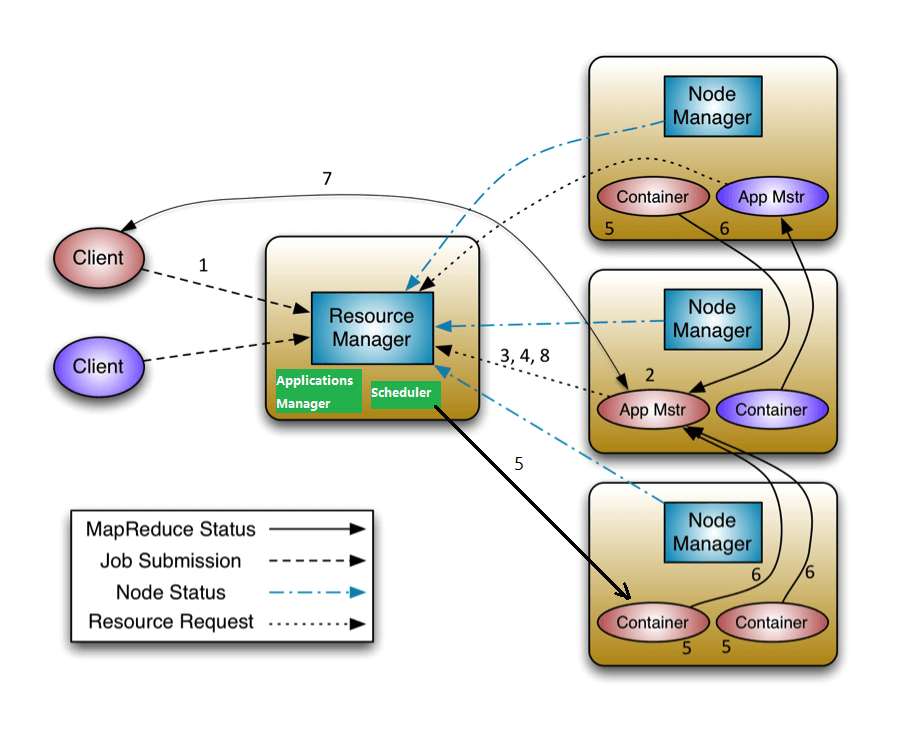 Node
Manager
Container
App Mstr
5
6
7
Client
1
Client
Resource
Manager
Applications
Manager
Scheduler
Node
Manager
3, 4, 8
2
App Mstr
Container
5
Node
Manager
6
6
Container
Container
5
5
MapReduce Status
Job Submission
Node Status
Resource Request